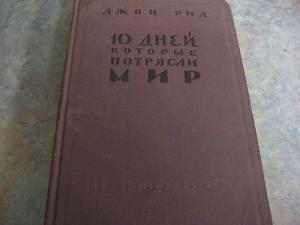 ДЖОН РИД
10 ДНЕЙ,
КОТОРЫЕ
ПОТРЯСЛИ
МИР